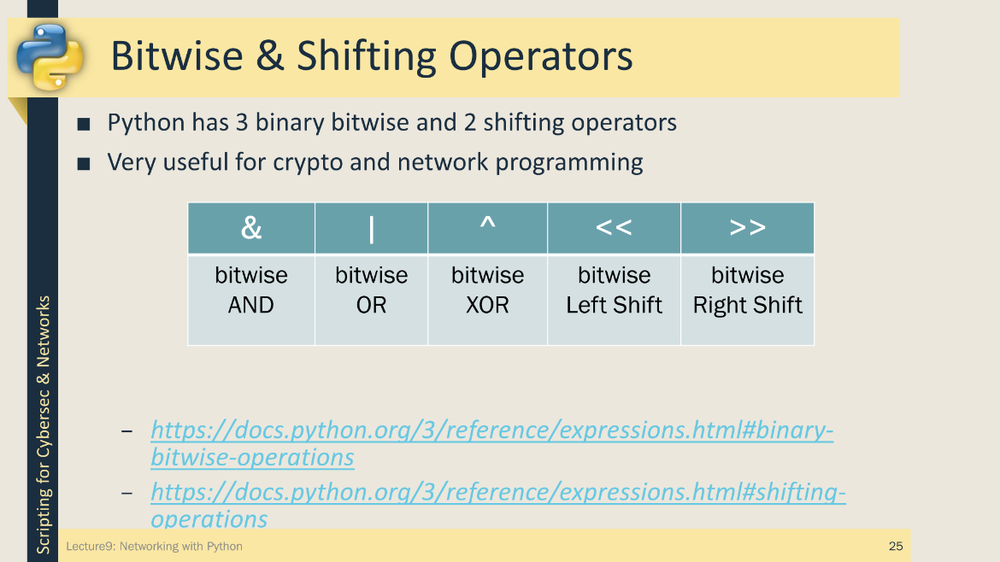 Bitwise & Shifting Operators
■ Python has 3 binary bitwise and 2 shifting operators
■ Very useful for crypto and network programming
& | ^ << >>
bitwise bitwise bitwise bitwise bitwise
AND OR XOR Left Shift Right Shift
– https://docs.python.org/3/reference/expressions.html#binary-
bitwise-operations
– https://docs.python.org/3/reference/expressions.html#shifting-
operations
Scripting for Cybersec & Networks
Lecture9: Networking with Python 25